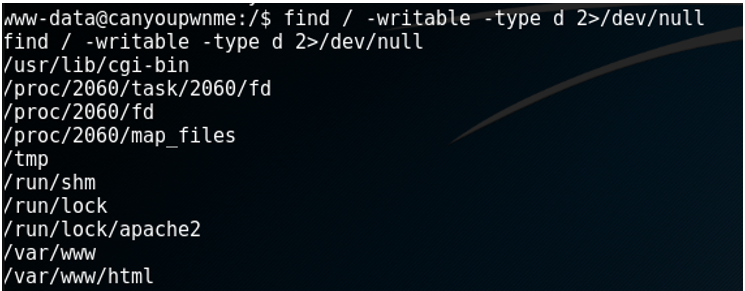 www-data@canyoupwnme:/$ find / -writable -type d 2>/dev/null
find / -writable -type d 2>/dev/null
/usr/lib/cgi-bin
/proc/2060/task/2060/fd
/proc/2060/fd
/proc/2060/map_files
/tmp
/run/shm
/run/lock
/run/lock/apache2
/var/www
/var/www/html